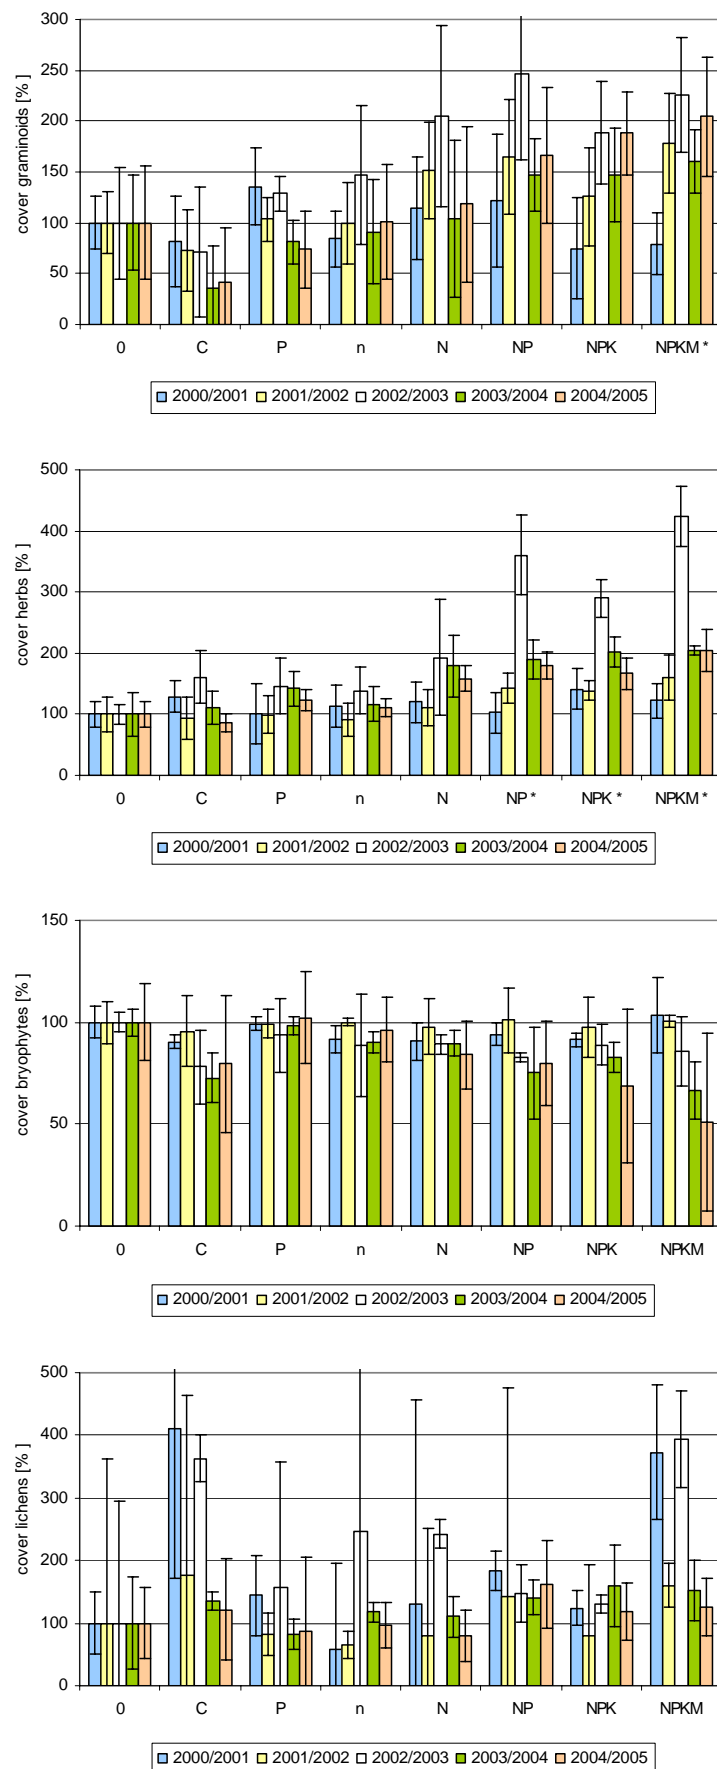 300
250
200
150
100
50
0
cover graminoids [% ]
0 C P n N NP NPK NPKM *
2000/2001 2001/2002 2002/2003 2003/2004 2004/2005
500
400
300
200
100
0
cover herbs [% ]
0 C P n N NP * NPK * NPKM *
2000/2001 2001/2002 2002/2003 2003/2004 2004/2005
150
100
50
0
cover bryophytes [% ]
0 C P n N NP NPK NPKM
2000/2001 2001/2002 2002/2003 2003/2004 2004/2005
500
400
300
200
100
0
cover lichens [% ]
0 C P n N NP NPK NPKM
2000/2001 2001/2002 2002/2003 2003/2004 2004/2005